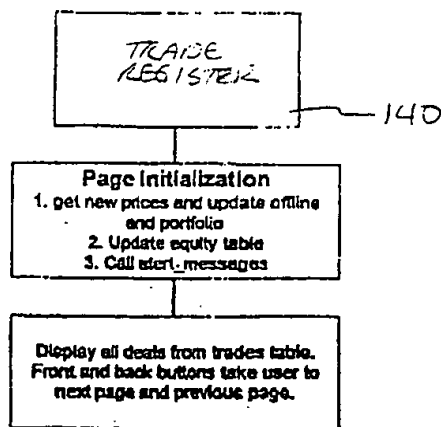 TRADE
REGISTER
140
Page Initialization
1. get new prices and update offline
and portfolio
2. Update equity table
3. Call alert_messages
Display all deals from trades table.
Front and back buttons take user to
next page and previous page.